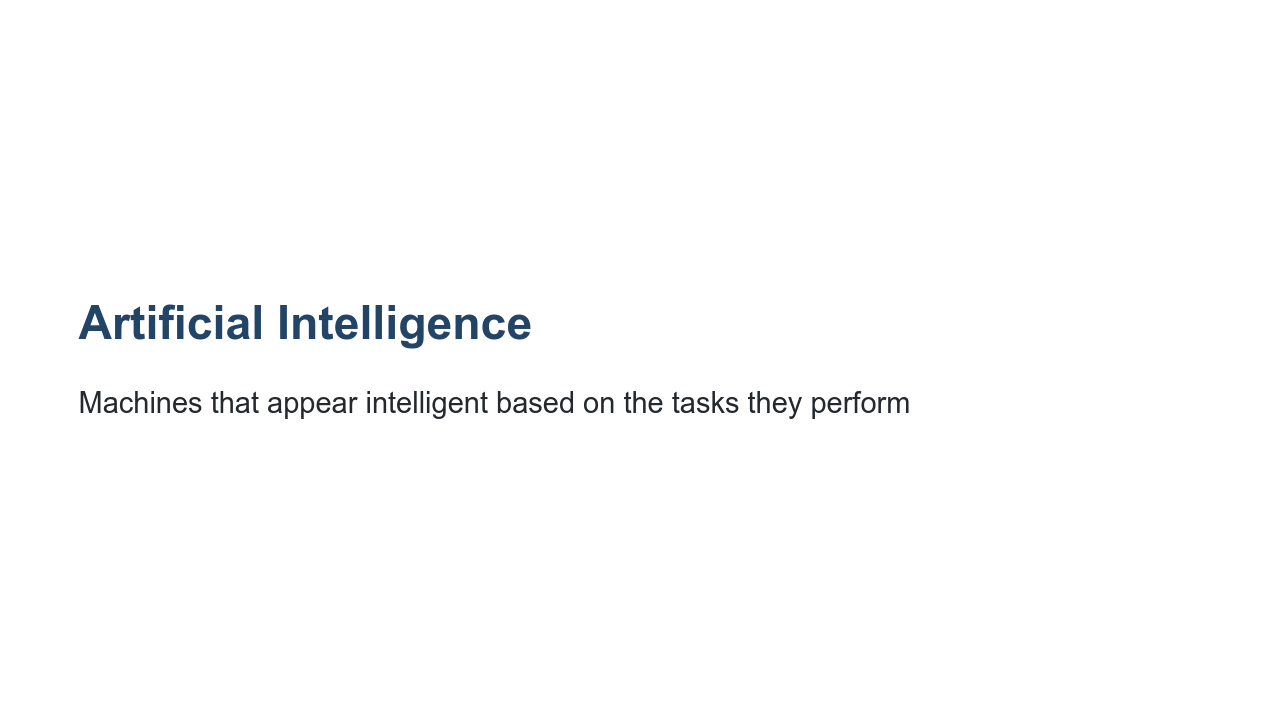 Artificial Intelligence
Machines that appear intelligent based on the tasks they perform